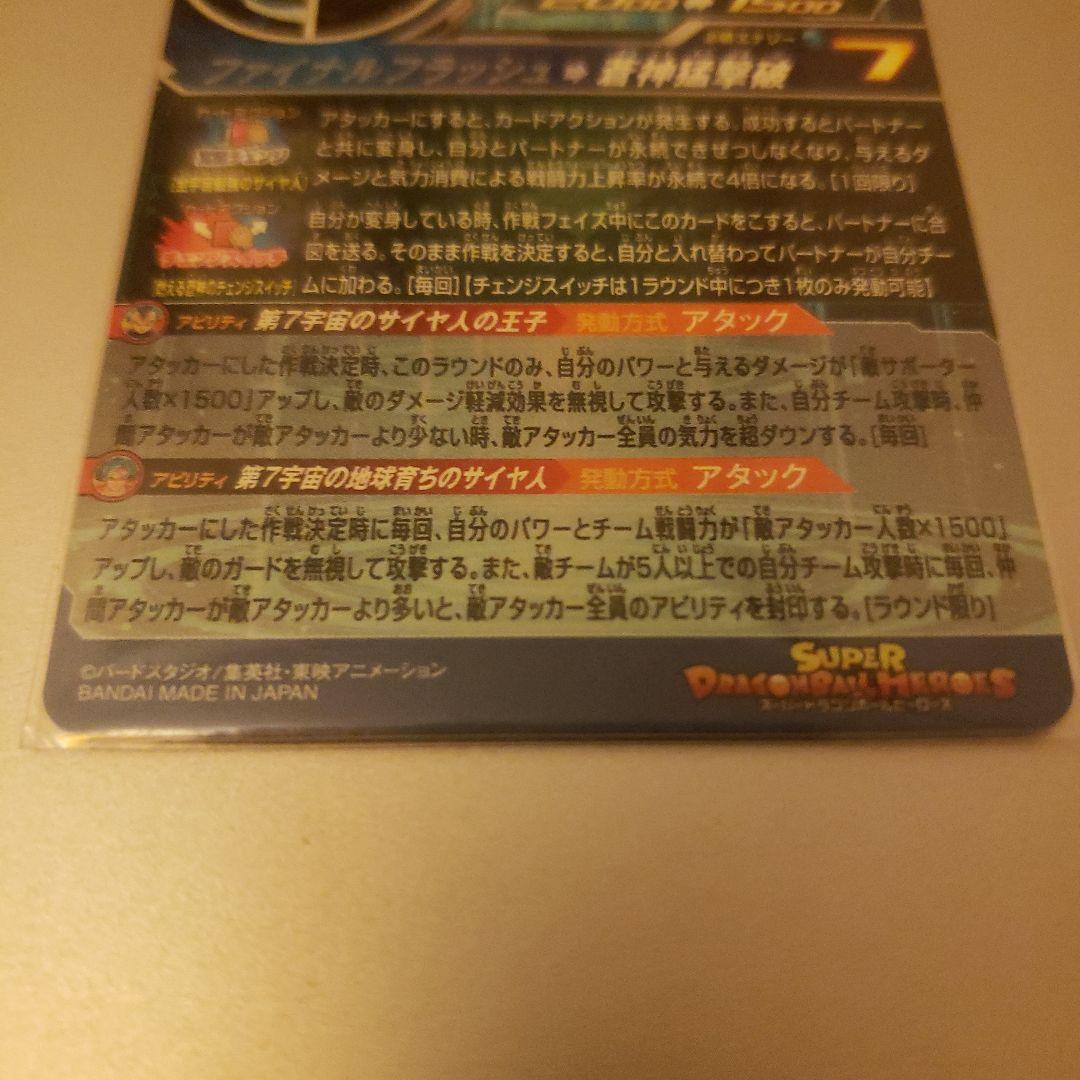 2000 1500
必殺エナジー 7
ファイナルフラッシュ 蒼神猛撃破
アタッカーにすると、カードアクションが発生する。成功するとパートナー
と共に変身し、自分とパートナーが永続できぜつしなくなり、与えるダ
メージと気力消費による戦闘力上昇率が永続で4倍になる。[1回限り]
自分が変身している時、作戦フェイズ中にこのカードをこすると、パートナーに合
図を送る。そのまま作戦を決定すると、自分と入れ替わってパートナーが自分チー
ムに加わる。[毎回]【チェンジスイッチは1ラウンド中につき1枚のみ発動可能】
のチェンジスイッチ
アビリティ 第7宇宙のサイヤ人の王子 発動方式 アタック
アタッカーにした作戦決定時、このラウンドのみ、自分のパワーと与えるダメージが「敵サポーター
人数×1500」アップし、敵のダメージ軽減効果を無視して攻撃する。また、自分チーム攻撃時、仲
間アタッカーが敵アタッカーより少ない時、敵アタッカー全員の気力を超ダウンする。[毎回]
アビリティ 第7宇宙の地球育ちのサイヤ人 発動方式 アタック
アタッカーにした作戦決定時に毎回、自分のパワーとチーム戦闘力が「敵アタッカー人数×1500」
アップし、敵のガードを無視して攻撃する。また、敵チームが5人以上での自分チーム攻撃時に毎回、仲
間アタッカーが敵アタッカーより多いと、敵アタッカー全員のアビリティを封印する。[ラウンド限り]
©バードスタジオ/集英社・東映アニメーション
BANDAI MADE IN JAPAN
SUPER
DRAGONBALL HEROES
スーパードラゴンボールヒーローズ